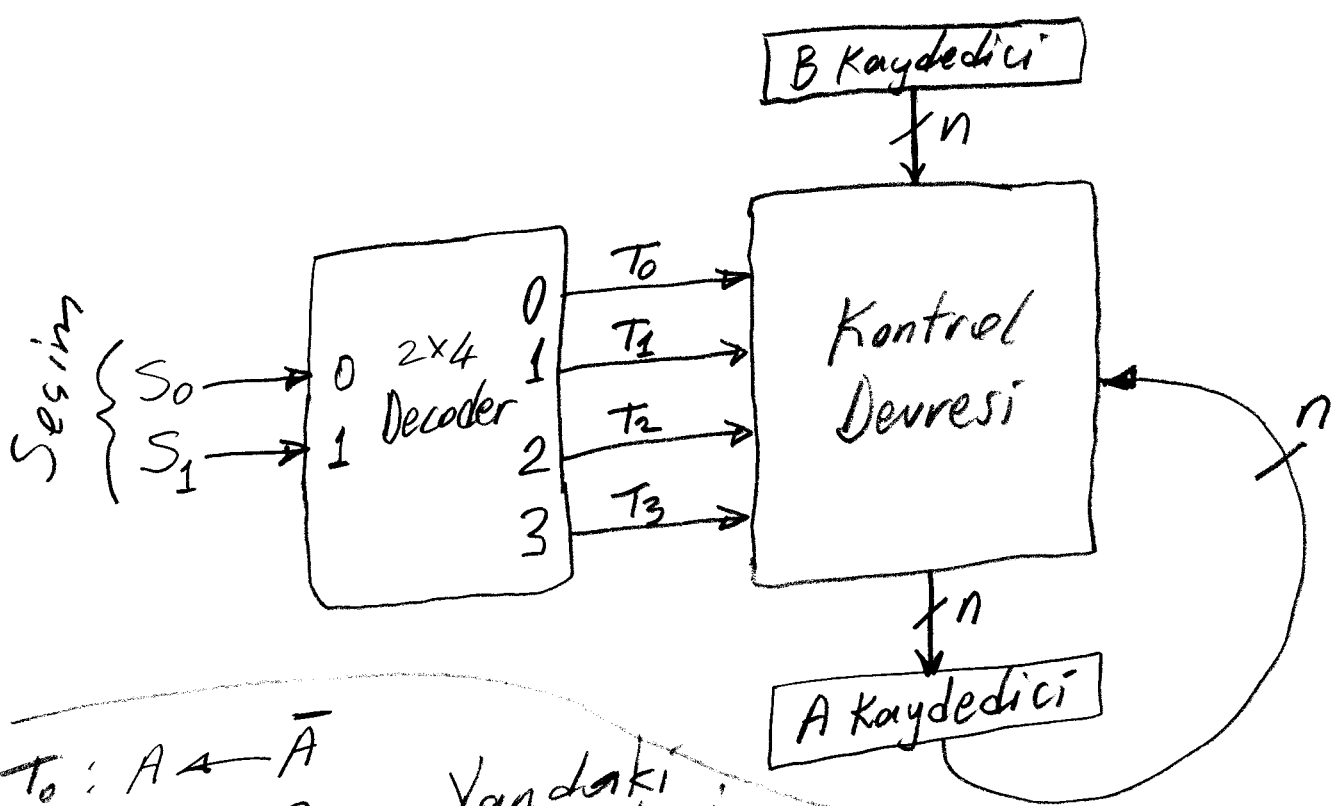 B Kaydedici
n
Seçim
S0
S1
0
1
2×4
Decoder
0
1
2
3
T0
T1
T2
T3
Kontrol
Devresi
n
n
A Kaydedici
T0 : A ← A̅
Yandaki